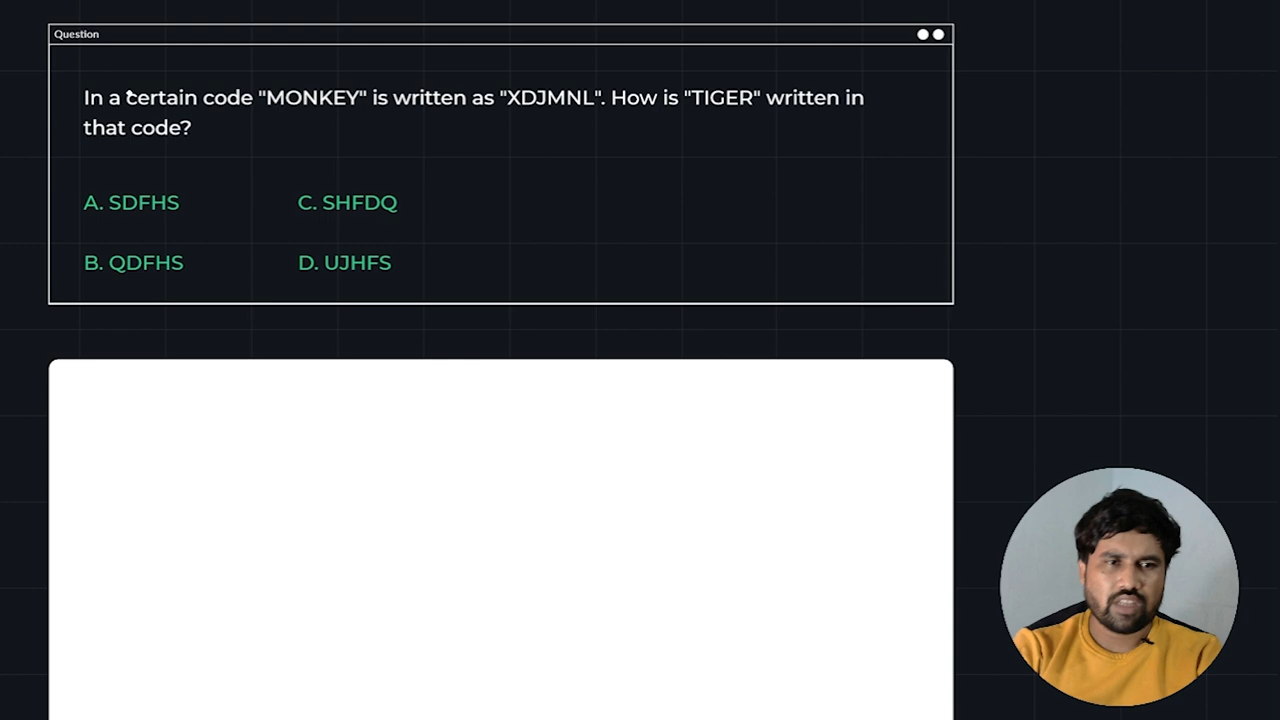 Question
In a certain code "MONKEY" is written as "XDJMNL". How is "TIGER" written in
that code?
A. SDFHS
C. SHFDQ
B. QDFHS
D. UJHFS